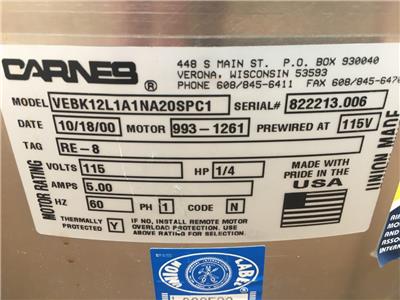 CARNES ®
448 S MAIN ST. P.O. BOX 930040
VERONA, WISCONSIN 53593
PHONE 608/845-6411 FAX 608/845-6470
MODEL VEBK12L1A1NA20SPC1 SERIAL# 822213.006
DATE 10/18/00 MOTOR 993-1261 PREWIRED AT 115V
TAG RE-8
MOTOR RATING
VOLTS 115 HP 1/4
AMPS 5.00
HZ 60 PH 1 CODE N
THERMALLY PROTECTED Y
IF NO, INSTALL REMOTE MOTOR
OVERLOAD PROTECTION. USE
ABOVE RATING FOR SELECTION.
MADE WITH
PRIDE IN THE
USA
UNION MADE
UNION LABEL